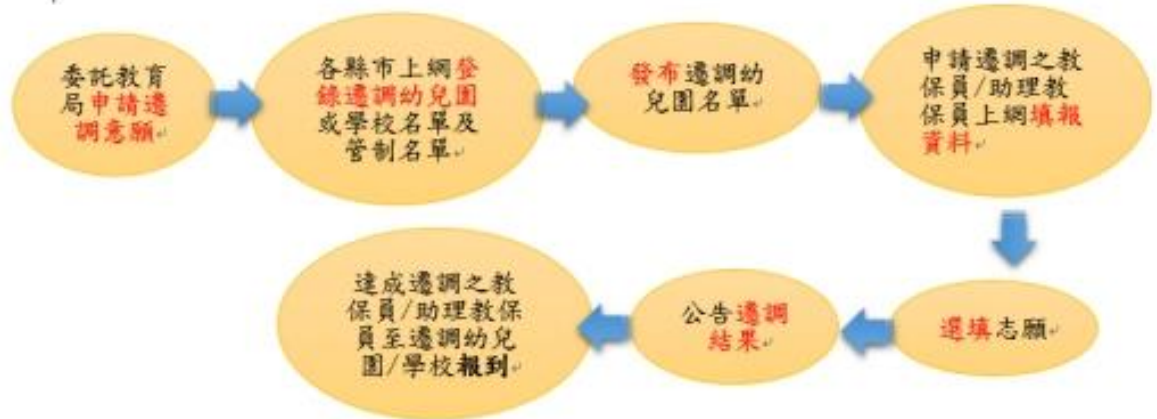 委託教育
局申請遷
調意願
各縣市上網登
錄遷調幼兒園
或學校名單及
管制名單
發布遷調幼
兒園名單
申請遷調之教
保員/助理教
保員上網填報
資料
選填志願
公告遷調
結果
達成遷調之教
保員/助理教保
員至遷調幼兒
園/學校報到